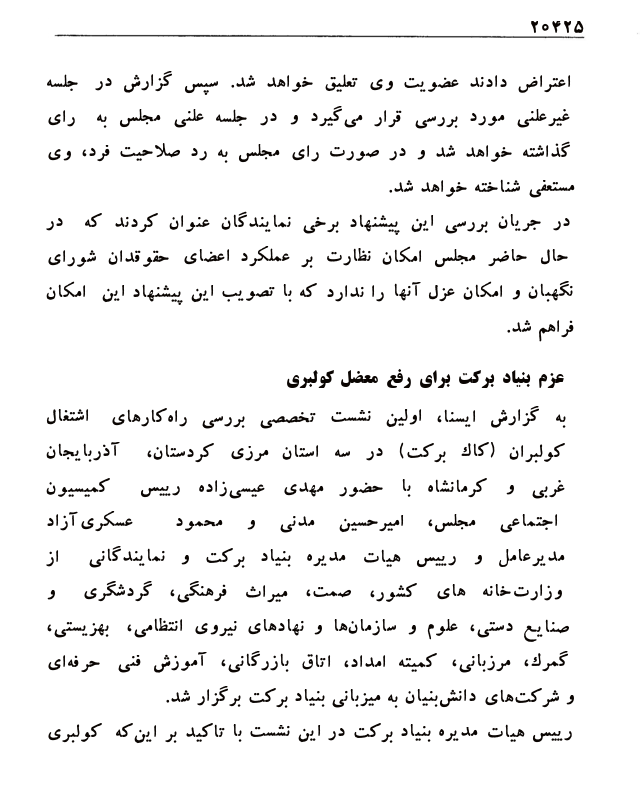 ۲۰۴۲۵
اعتراض دادند عضویت وی تعلیق خواهد شد. سپس گزارش در جلسه
غیرعلنی مورد بررسی قرار می‌گیرد و در جلسه علنی مجلس به رای
گذاشته خواهد شد و در صورت رای مجلس به رد صلاحیت فرد، وی
مستعفی شناخته خواهد شد.
در جریان بررسی این پیشنهاد برخی نمایندگان عنوان کردند که در
حال حاضر مجلس امکان نظارت بر عملکرد اعضای حقوقدان شورای
نگهبان و امکان عزل آنها را ندارد که با تصویب این پیشنهاد این امکان
فراهم شد.
عزم بنیاد برکت برای رفع معضل کولبری
به گزارش ایسنا، اولین نشست تخصصی بررسی راه‌کارهای اشتغال
کولبران (کاك برکت) در سه استان مرزی کردستان، آذربایجان
غربی و کرمانشاه با حضور مهدی عیسی‌زاده رییس کمیسیون
اجتماعی مجلس، امیرحسین مدنی و محمود عسکری‌آزاد
مدیرعامل و رییس هیات مدیره بنیاد برکت و نمایندگانی از
وزارت‌خانه های کشور، صمت، میراث فرهنگی، گردشگری و
صنایع دستی، علوم و سازمان‌ها و نهادهای نیروی انتظامی، بهزیستی،
گمرك، مرزبانی، کمیته امداد، اتاق بازرگانی، آموزش فنی حرفه‌ای
و شرکت‌های دانش‌بنیان به میزبانی بنیاد برکت برگزار شد.
رییس هیات مدیره بنیاد برکت در این نشست با تاکید بر این‌که کولبری